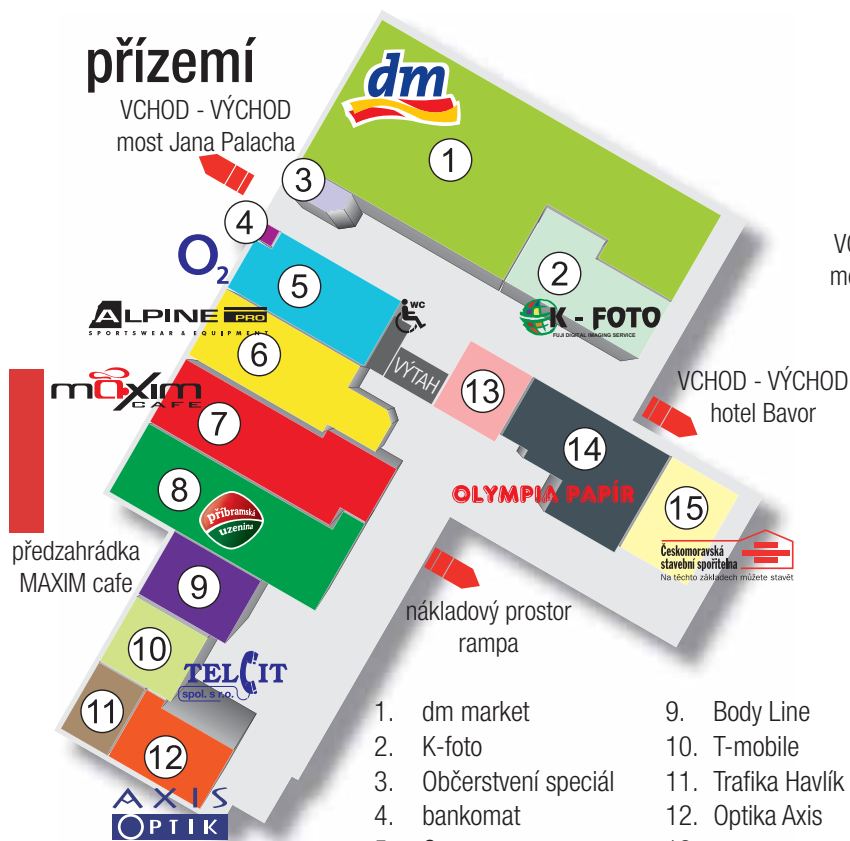 přízemí
VCHOD - VÝCHOD
most Jana Palacha
dm
1
3
4
O2
5
2
WC
K - FOTO
FUJI DIGITAL IMAGING SERVICE
ALPINE PRO
SPORTSWEAR & EQUIPMENT
6
VÝTAH
13
VCHOD - VÝCHOD
hotel Bavor
maxim
CAFE
7
14
8
OLYMPIA PAPÍR
15
příbramská
uzenina
Českomoravská
stavební spořitelna
Na těchto základech můžete stavět
předzahrádka
MAXIM cafe
9
nákladový prostor
rampa
10
TELCIT
spol. s r.o.
11
12
AXIS
OPTIK
1. dm market
2. K-foto
3. Občerstvení speciál
4. bankomat
9. Body Line
10. T-mobile
11. Trafika Havlík
12. Optika Axis